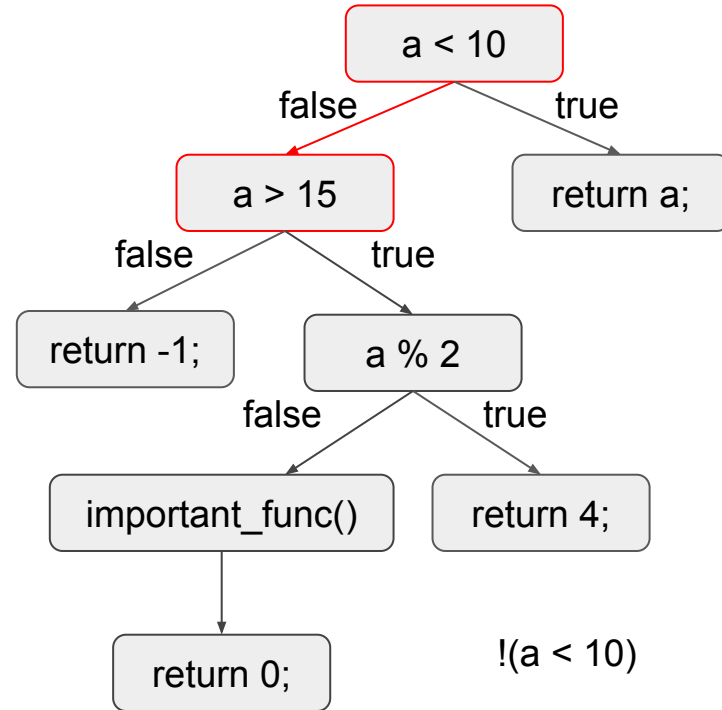 a < 10
false
true
a > 15
return a;
false
true
return -1;
a % 2
false
true
important_func()
return 4;
return 0;
!(a < 10)